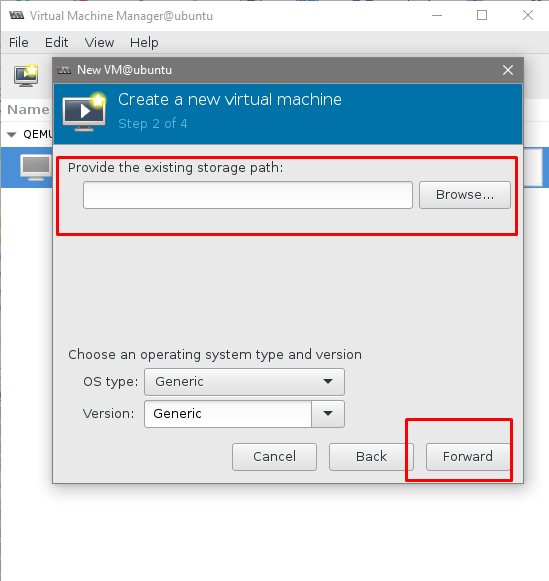 Virtual Machine Manager@ubuntu
File Edit View Help
New VM@ubuntu
Create a new virtual machine
Step 2 of 4
Name
QEMU
Provide the existing storage path:
Browse...
Choose an operating system type and version
OS type: Generic
Version: Generic
Cancel Back Forward